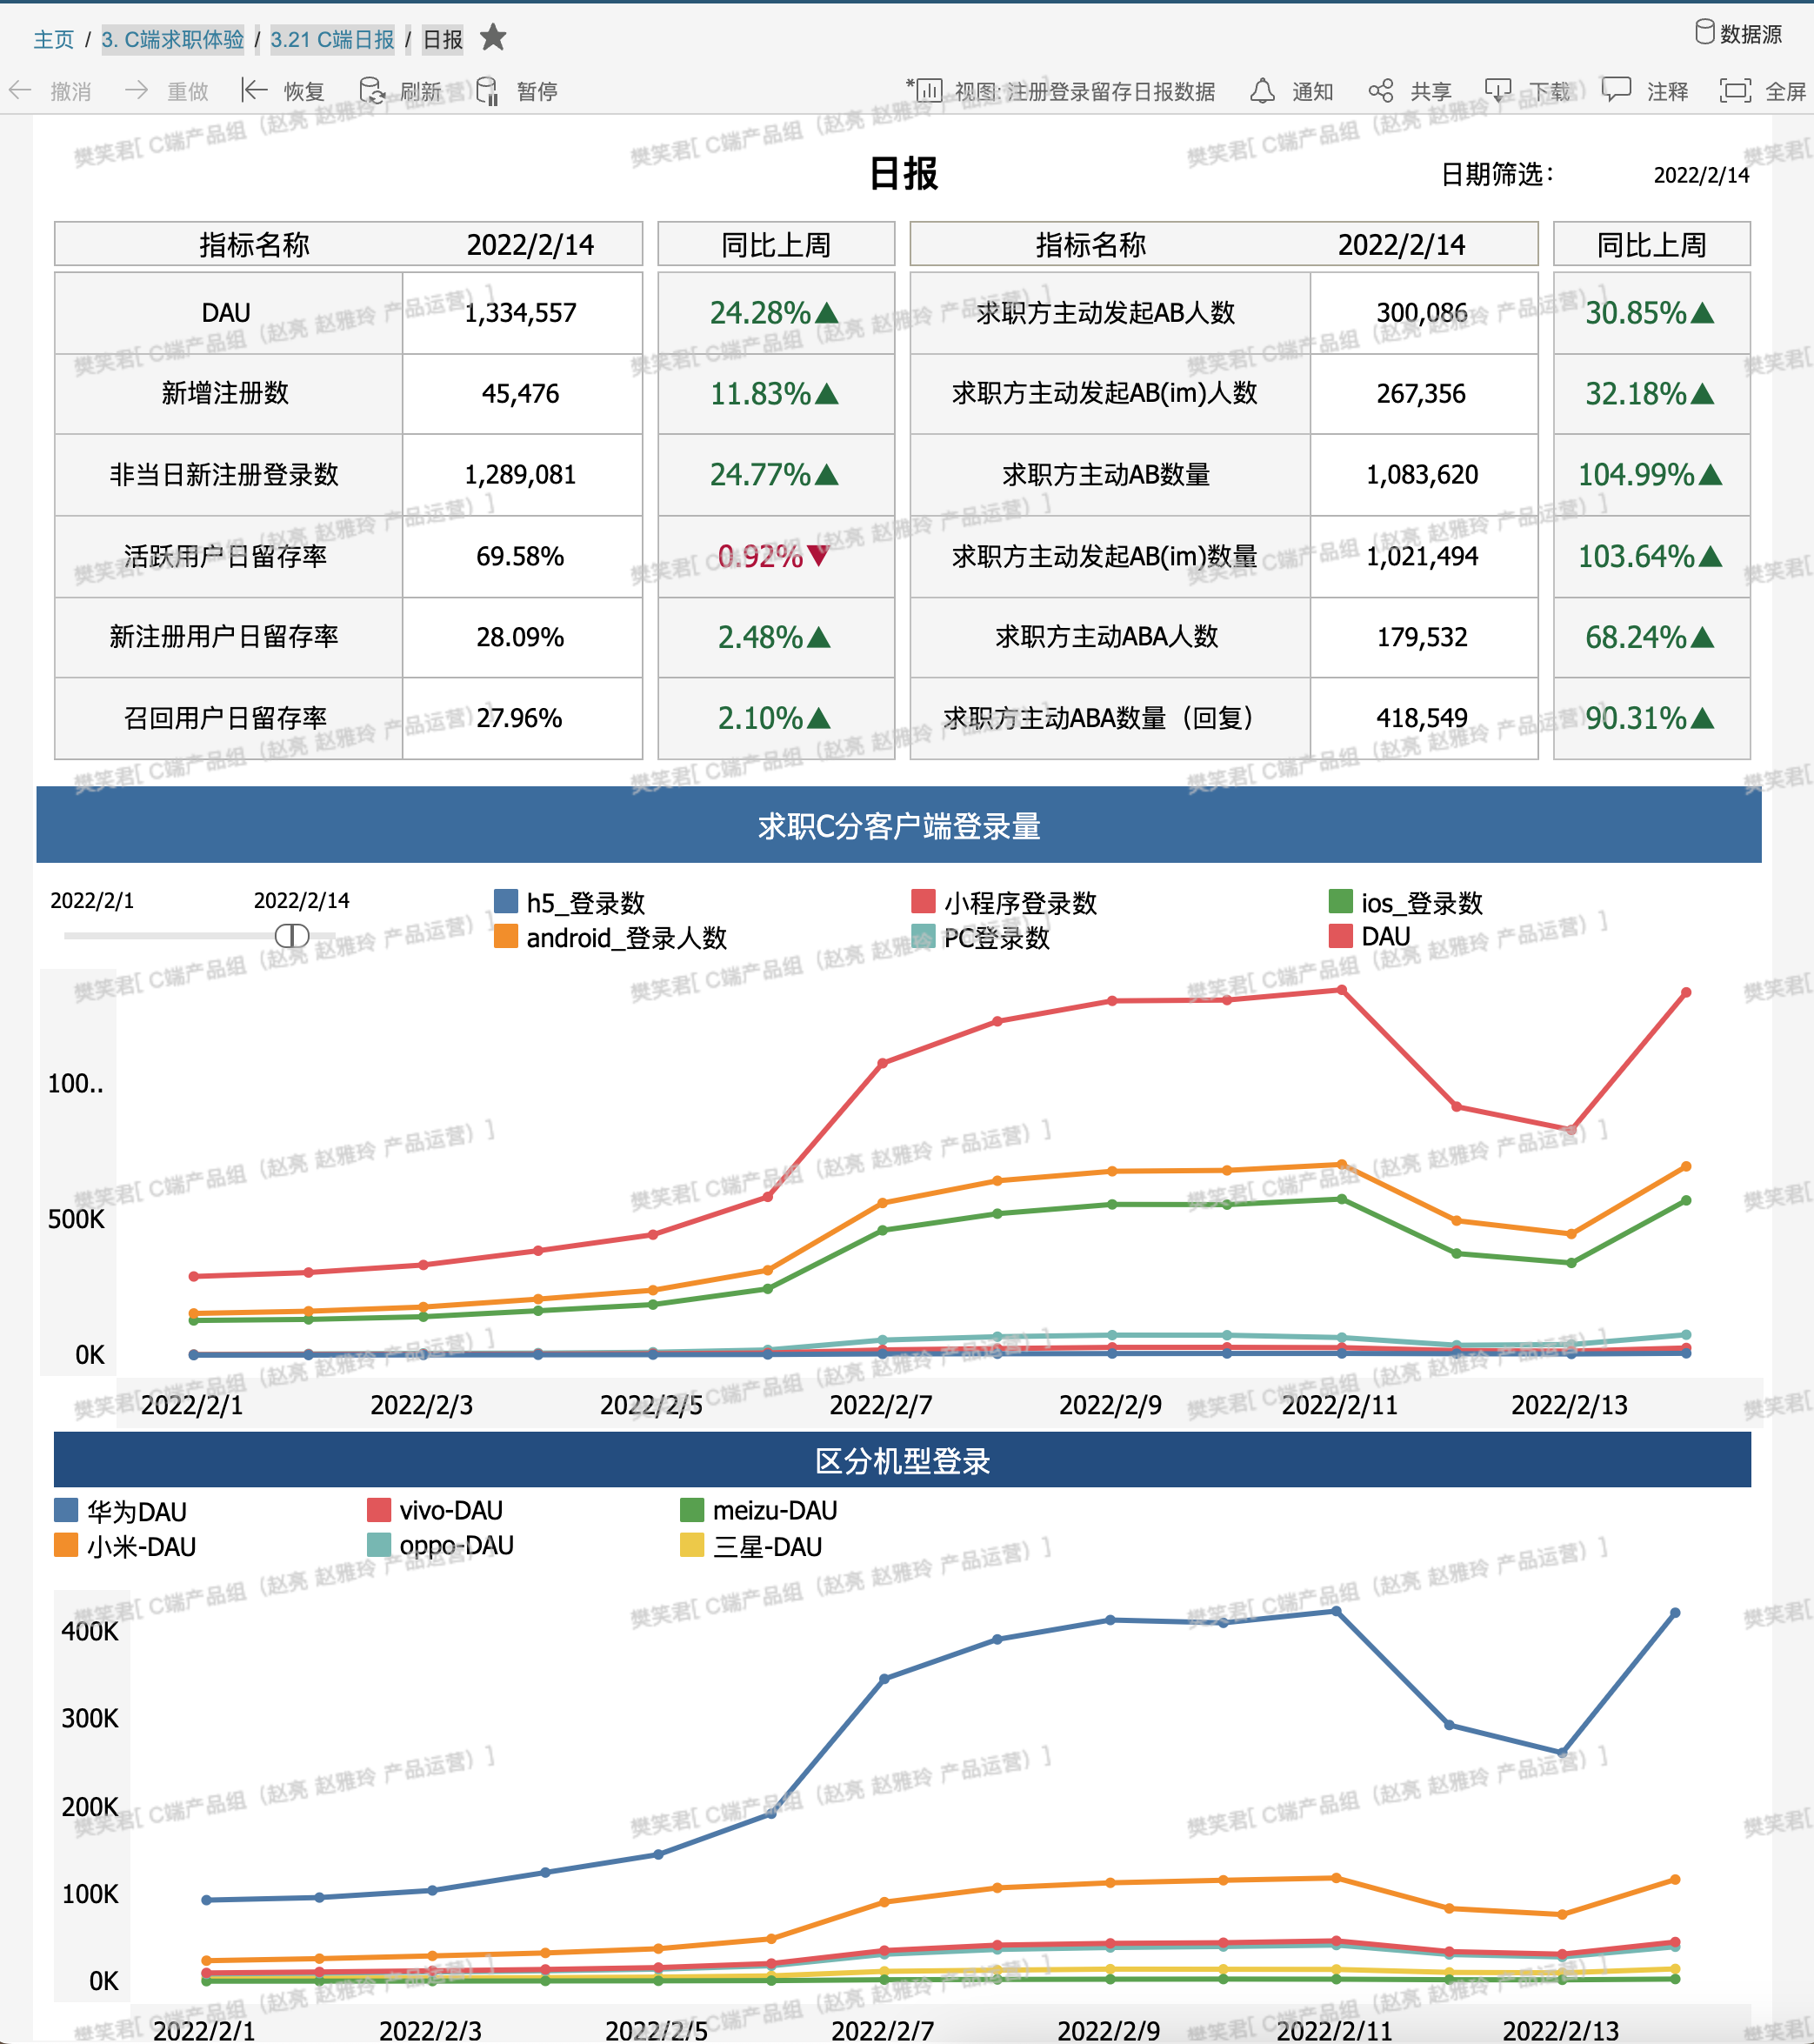 主页 / 3. C端求职体验 / 3.21 C端日报 / 日报
数据源
撤消 重做 恢复 刷新 暂停 视图: 注册登录留存日报数据 通知 共享 下载 注释 全屏
日报
日期筛选：
2022/2/14
指标名称 2022/2/14 同比上周 指标名称 2022/2/14 同比上周
DAU 1,334,557 24.28%▲ 求职方主动发起AB人数 300,086 30.85%▲
新增注册数 45,476 11.83%▲ 求职方主动发起AB(im)人数 267,356 32.18%▲
非当日新注册登录数 1,289,081 24.77%▲ 求职方主动AB数量 1,083,620 104.99%▲
活跃用户日留存率 69.58% 0.92%▼ 求职方主动发起AB(im)数量 1,021,494 103.64%▲
新注册用户日留存率 28.09% 2.48%▲ 求职方主动ABA人数 179,532 68.24%▲
召回用户日留存率 27.96% 2.10%▲ 求职方主动ABA数量（回复） 418,549 90.31%▲
求职C分客户端登录量
2022/2/1 2022/2/14
h5_登录数 小程序登录数 ios_登录数
android_登录人数 PC登录数 DAU
100..
500K
0K
2022/2/1 2022/2/3 2022/2/5 2022/2/7 2022/2/9 2022/2/11 2022/2/13
区分机型登录
华为DAU vivo-DAU meizu-DAU
小米-DAU oppo-DAU 三星-DAU
400K
300K
200K
100K
0K
2022/2/1 2022/2/3 2022/2/5 2022/2/7 2022/2/9 2022/2/11 2022/2/13
樊笑君[ C端产品组（赵亮 赵雅玲 产品运营）]